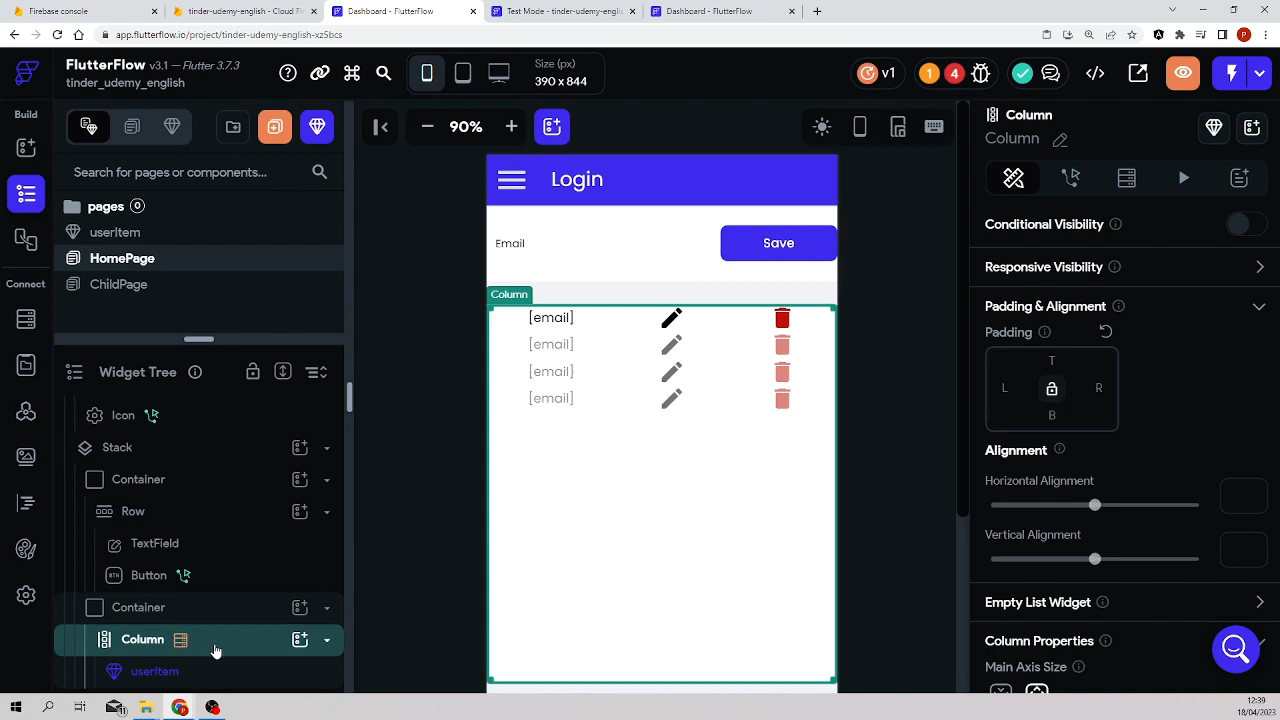 Firebase console
tinder-udemy-english - Cloud Fir
Dashboard - FlutterFlow
Test Mode - tinder-udemy-englis
Dashboard - FlutterFlow
app.flutterflow.io/project/tinder-udemy-english-xz5bcs
P
FlutterFlow v3.1 - Flutter 3.7.3
tinder_udemy_english
Size (px)
390 x 844
v1
1
4
Build
90%
Column
Column
Search for pages or components...
pages 0
userItem
HomePage
ChildPage
Connect
Login
Email
Save
Column
[email]
[email]
[email]
[email]
Widget Tree
Icon
Stack
Container
Row
TextField
BTN Button
Container
Column
userItem
Conditional Visibility
Responsive Visibility
Padding & Alignment
Padding
T
L
R
B
Alignment
Horizontal Alignment
Vertical Alignment
Empty List Widget
Column Properties
Main Axis Size
12:39
18/04/2023